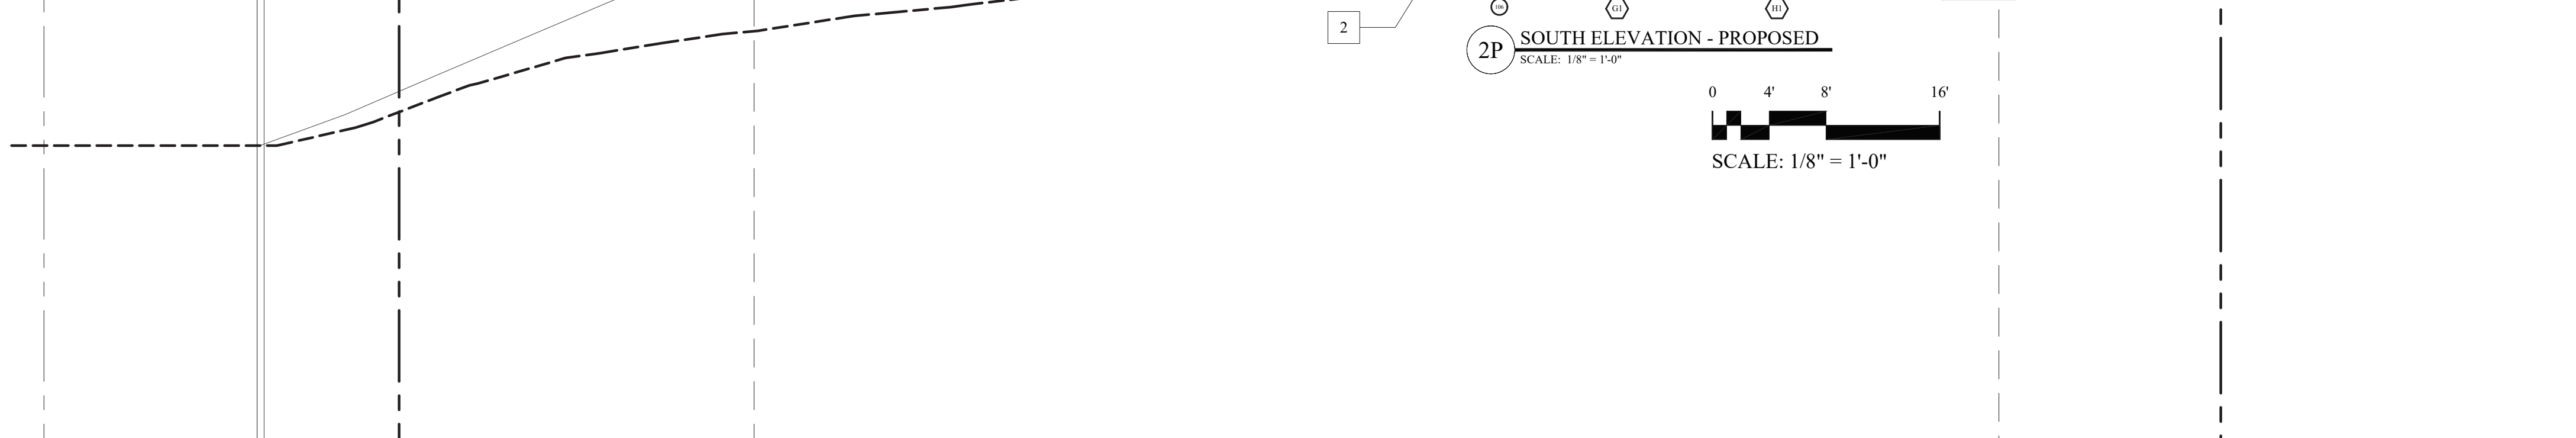 106
G1
H1
2
2P
SOUTH ELEVATION - PROPOSED
SCALE: 1/8" = 1'-0"
0 4' 8' 16'
SCALE: 1/8" = 1'-0"